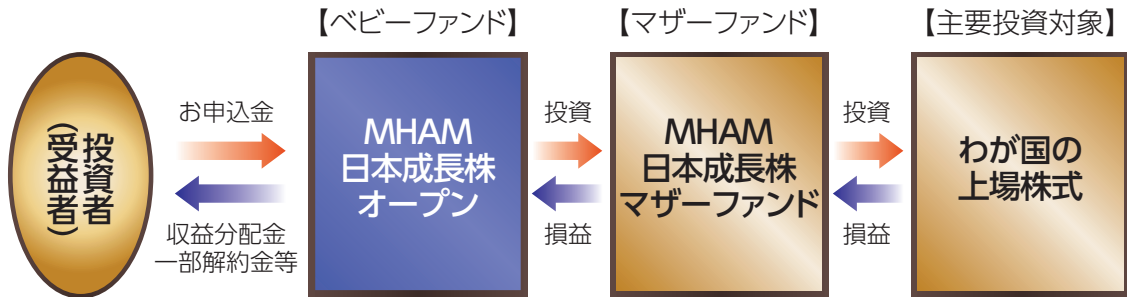 【ベビーファンド】
【マザーファンド】
【主要投資対象】
投資者
(受益者)
お申込金
収益分配金
一部解約金等
MHAM
日本成長株
オープン
投資
損益
MHAM
日本成長株
マザーファンド
投資
損益
わが国の
上場株式